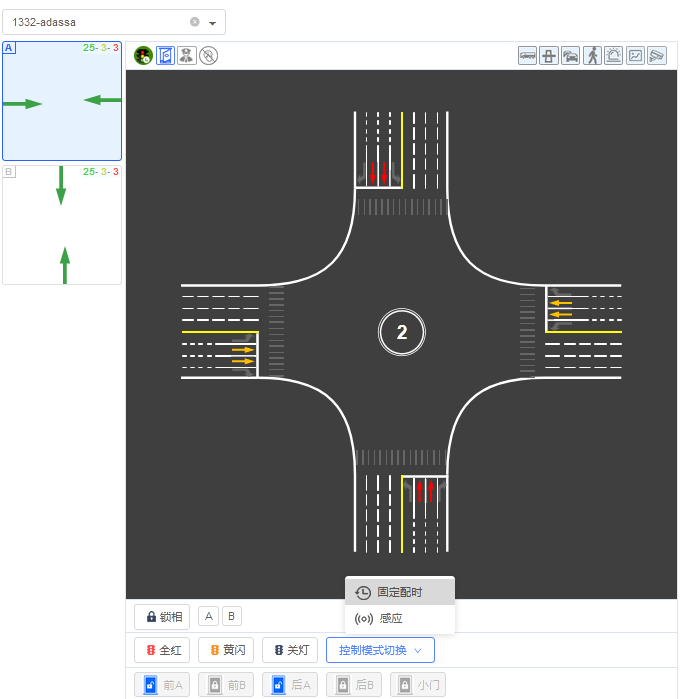 1332-adassa
A 25- 3- 3
B 25- 3- 3
2
固定配时
感应
锁相 A B
全红 黄闪 关灯 控制模式切换
前A 前B 后A 后B 小门